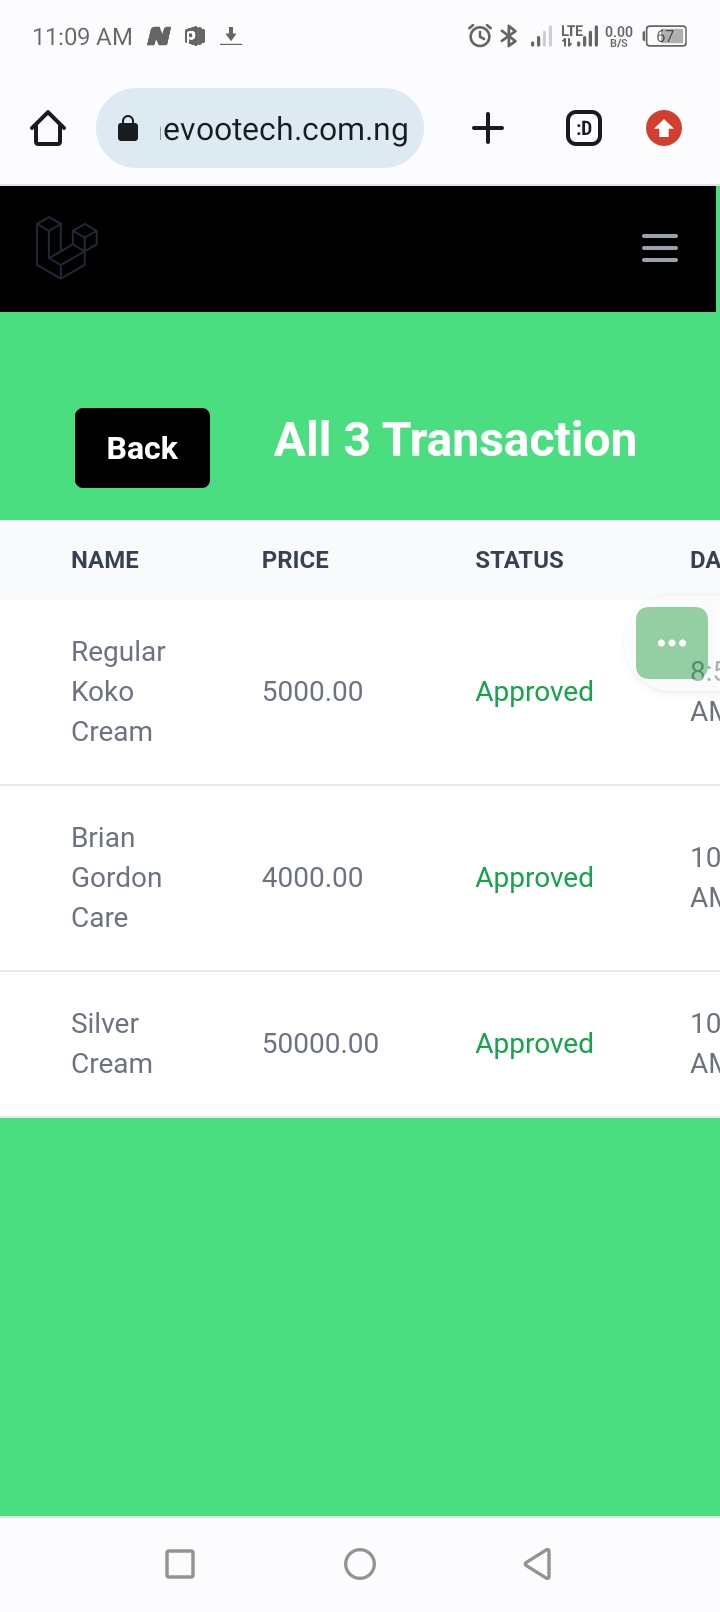 11:09 AM
LTE
0.00
B/S
67
evootech.com.ng
:D
Back
All 3 Transaction
NAME PRICE STATUS DA
Regular
Koko
Cream
5000.00
Approved
8:5
AM
Brian
Gordon
Care
4000.00
Approved
10
AM
Silver
Cream
50000.00
Approved
10
AM